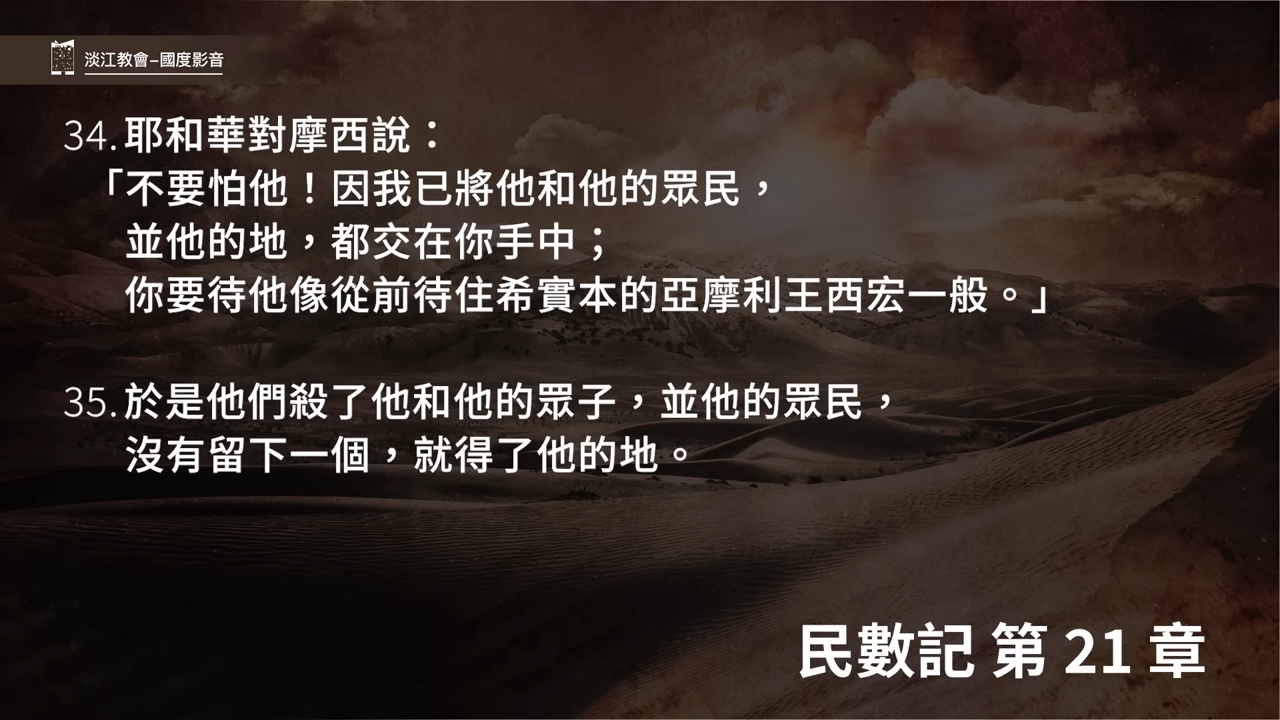 淡江教會–國度影音
34.耶和華對摩西說：
「不要怕他！因我已將他和他的眾民，
並他的地，都交在你手中；
你要待他像從前待住希實本的亞摩利王西宏一般。」
35.於是他們殺了他和他的眾子，並他的眾民，
沒有留下一個，就得了他的地。
民數記 第 21 章